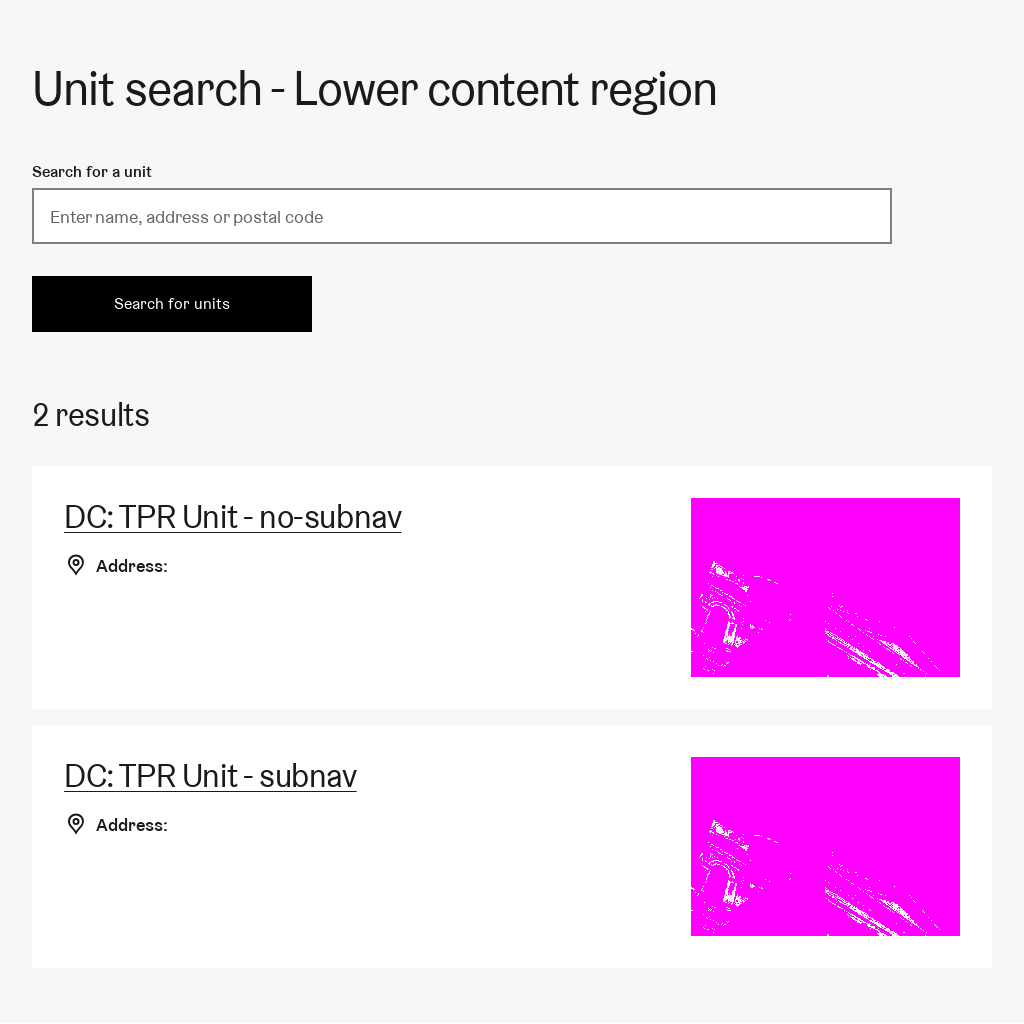 Unit search - Lower content region
Search for a unit
Enter name, address or postal code
Search for units
2 results
DC: TPR Unit - no-subnav
Address:
DC: TPR Unit - subnav
Address: